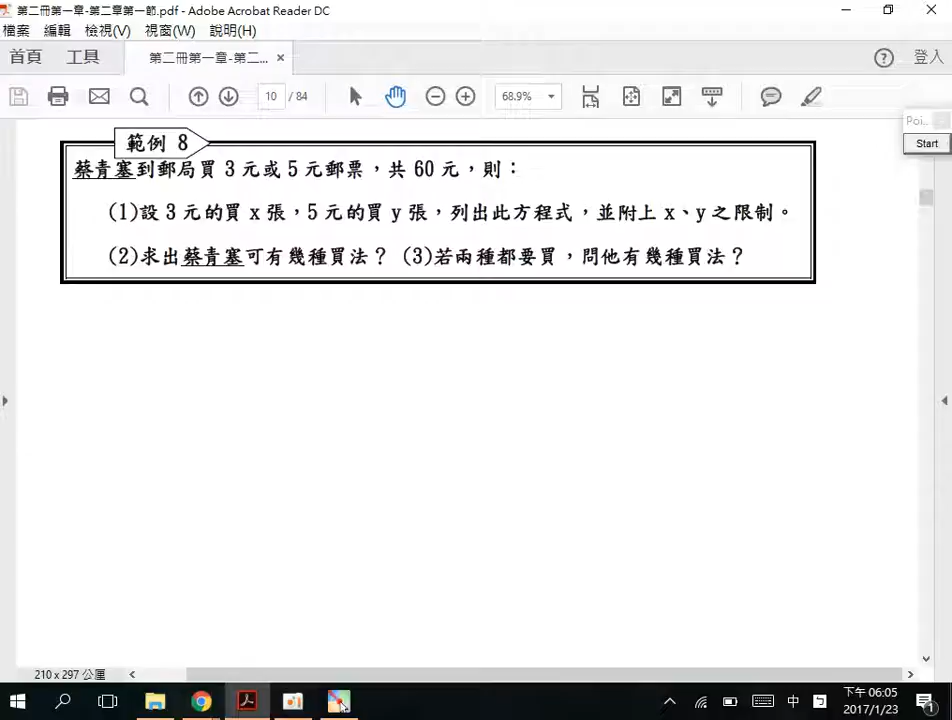 第二冊第一章-第二章第一節.pdf - Adobe Acrobat Reader DC
檔案 編輯 檢視(V) 視窗(W) 說明(H)
首頁 工具 第二冊第一章-第二... × 登入
10 / 84 68.9%
Poi..
Start
範例 8
蔡青塞到郵局買 3 元或 5 元郵票，共 60 元，則：
(1)設 3 元的買 x 張，5 元的買 y 張，列出此方程式，並附上 x、y 之限制。
(2)求出蔡青塞可有幾種買法？ (3)若兩種都要買，問他有幾種買法？
210 x 297 公厘
中 下午 06:05
2017/1/23
1